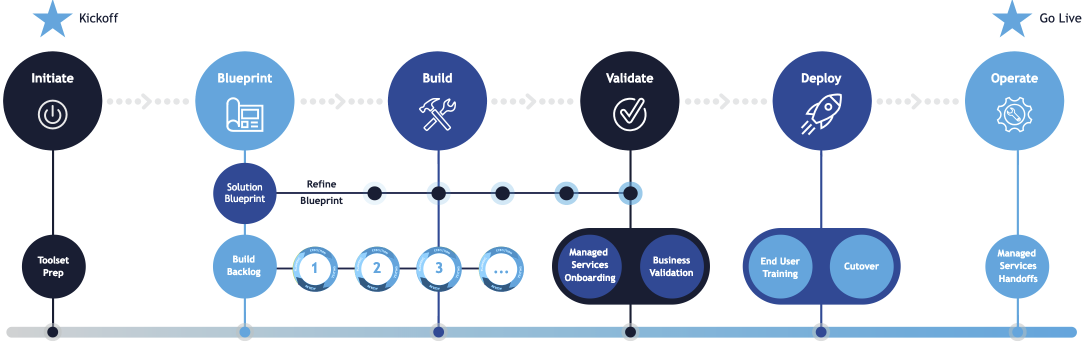 Kickoff
Go Live
Initiate
Blueprint
Build
Validate
Deploy
Operate
Solution
Blueprint
Refine
Blueprint
Toolset
Prep
Build
Backlog
1
2
3
...
Managed
Services
Onboarding
Business
Validation
End User
Training
Cutover
Managed
Services
Handoffs